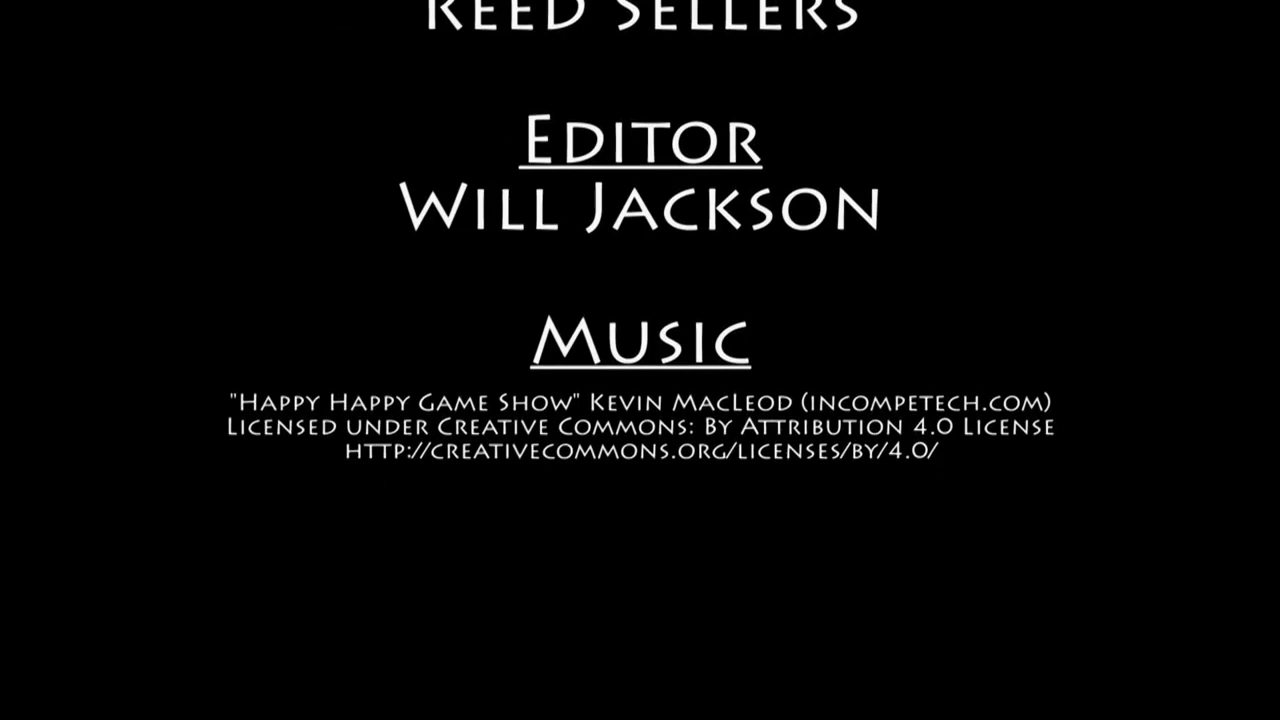 REED SELLERS
EDITOR
WILL JACKSON
MUSIC
"HAPPY HAPPY GAME SHOW" KEVIN MACLEOD (INCOMPETECH.COM)
LICENSED UNDER CREATIVE COMMONS: BY ATTRIBUTION 4.0 LICENSE
HTTP://CREATIVECOMMONS.ORG/LICENSES/BY/4.0/